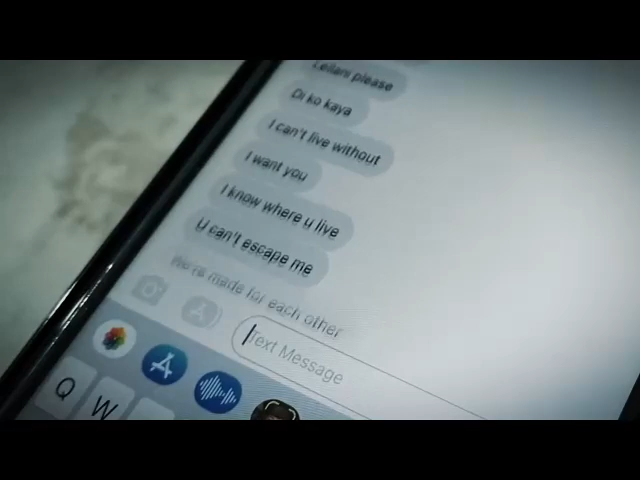 Leilani please
Di ko kaya
I can't live without
I want you
I know where u live
U can't escape me
We're made for each other
Text Message
Q
W